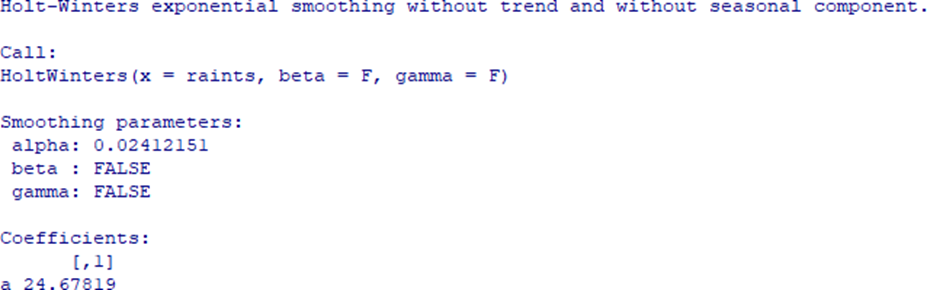 Holt-Winters exponential smoothing without trend and without seasonal component.
Call:
HoltWinters(x = raints, beta = F, gamma = F)
Smoothing parameters:
alpha: 0.02412151
beta : FALSE
gamma: FALSE
Coefficients:
[,1]
a 24.67819